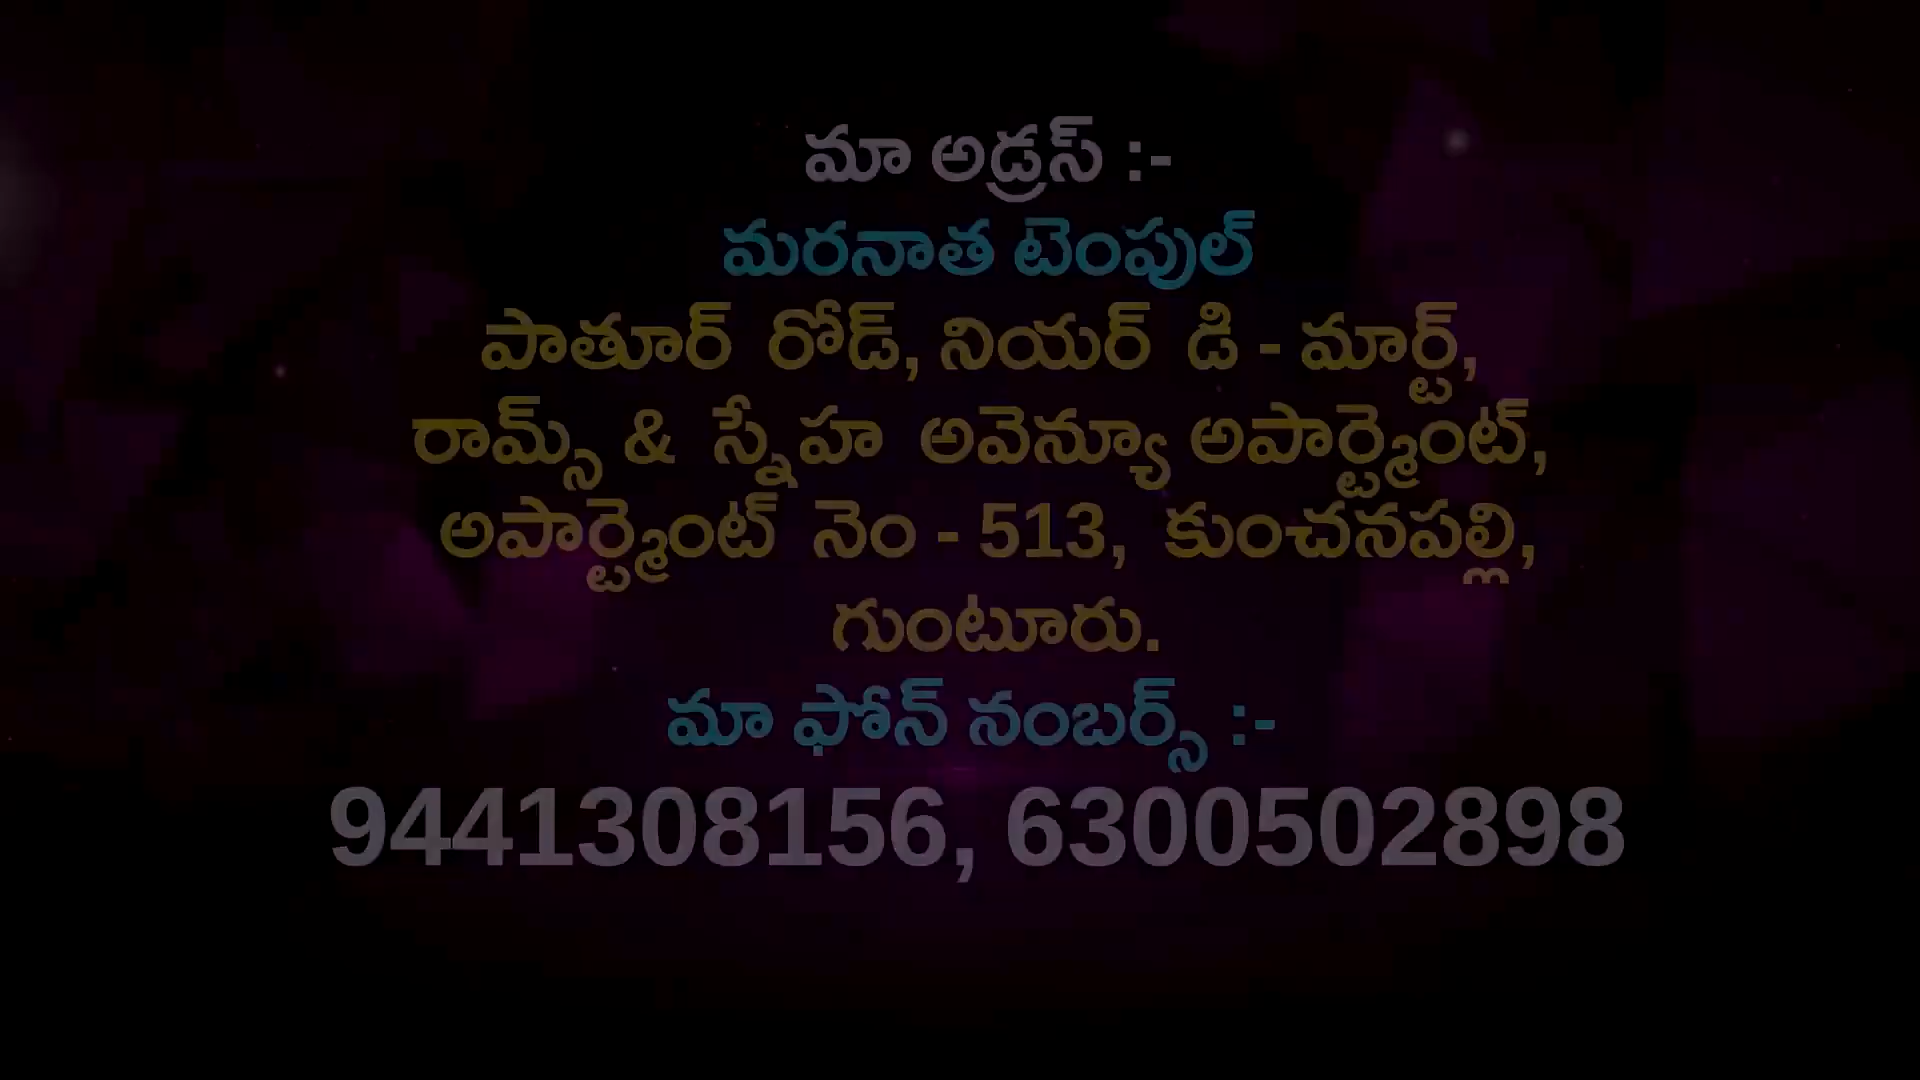 మా అడ్రస్ :-
మరనాత టెంపుల్
పాతూర్ రోడ్, నియర్ డి - మార్ట్,
రామ్స్ & స్నేహ అవెన్యూ అపార్ట్మెంట్,
అపార్ట్మెంట్ నెం - 513, కుంచనపల్లి,
గుంటూరు.
మా ఫోన్ నంబర్స్ :-
9441308156, 6300502898